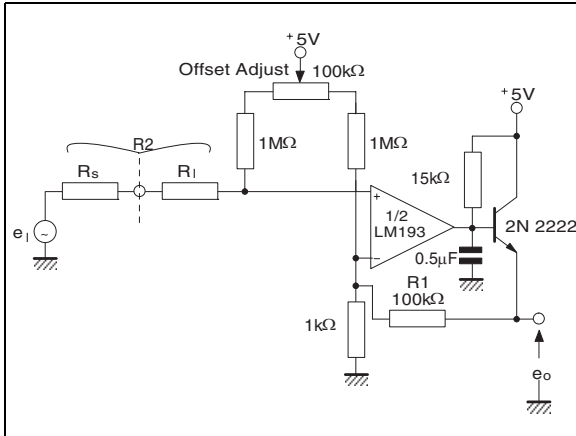 +5V
Offset Adjust
100kΩ
+5V
R2
1MΩ
1MΩ
Rs
Rl
15kΩ
+
1/2
LM193
2N 2222
el
~
0.5μF
−
R1
100kΩ
1kΩ
eo